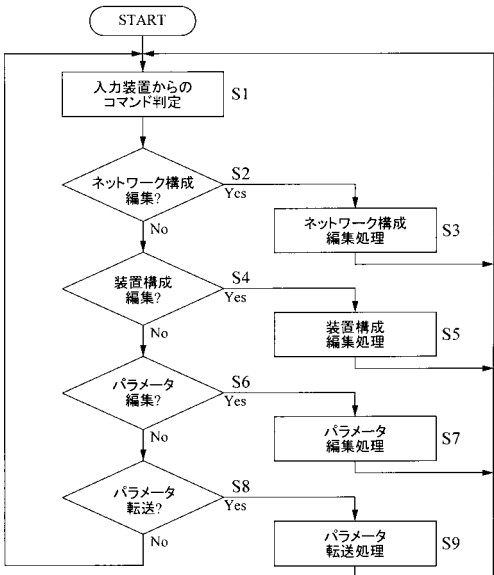 START
入力装置からの
コマンド判定
S1
ネットワーク構成
編集?
S2
Yes
No
ネットワーク構成
編集処理
S3
装置構成
編集?
S4
Yes
No
装置構成
編集処理
S5
パラメータ
編集?
S6
Yes
No
パラメータ
編集処理
S7
パラメータ
転送?
S8
Yes
No
パラメータ
転送処理
S9